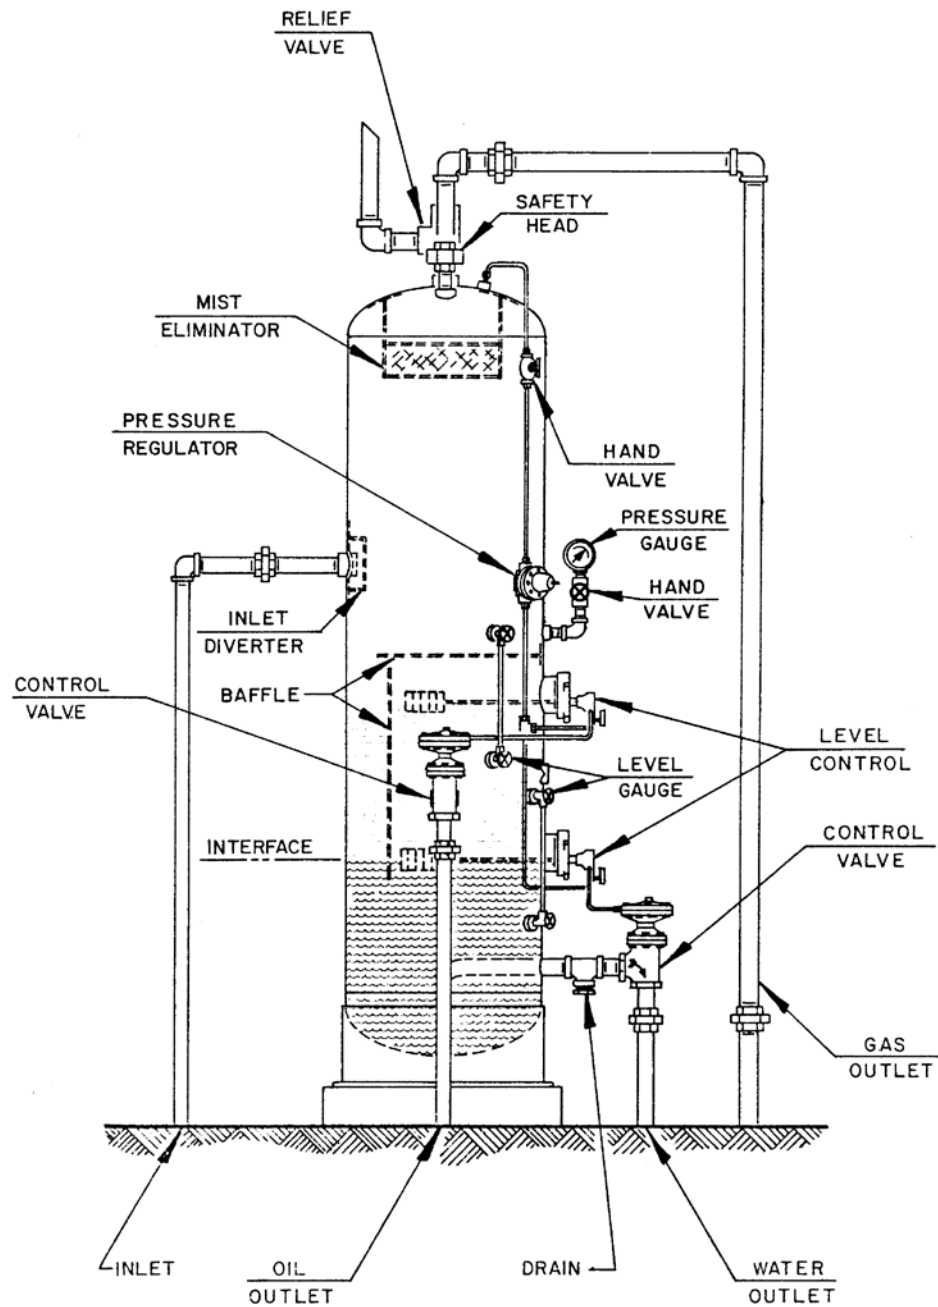 RELIEF
VALVE
SAFETY
HEAD
MIST
ELIMINATOR
PRESSURE
REGULATOR
HAND
VALVE
PRESSURE
GAUGE
HAND
VALVE
INLET
DIVERTER
BAFFLE
CONTROL
VALVE
LEVEL
CONTROL
LEVEL
GAUGE
INTERFACE
CONTROL
VALVE
GAS
OUTLET
INLET
OIL
OUTLET
DRAIN
WATER
OUTLET